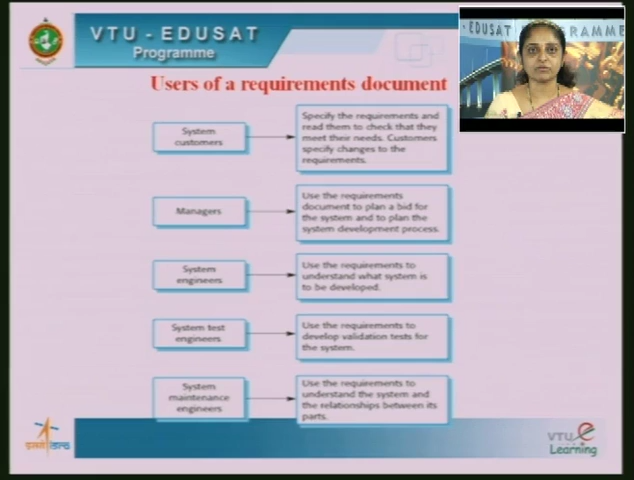 VTU - EDUSAT
Programme
- EDUSAT PROGRAMME
Users of a requirements document
System
customers
Specify the requirements and
read them to check that they
meet their needs. Customers
specify changes to the
requirements.
Managers
Use the requirements
document to plan a bid for
the system and to plan the
system development process.
System
engineers
Use the requirements to
understand what system is
to be developed.
System test
engineers
Use the requirements to
develop validation tests for
the system.
System
maintenance
engineers
Use the requirements to
understand the system and
the relationships between its
parts.
VTU e
Learning